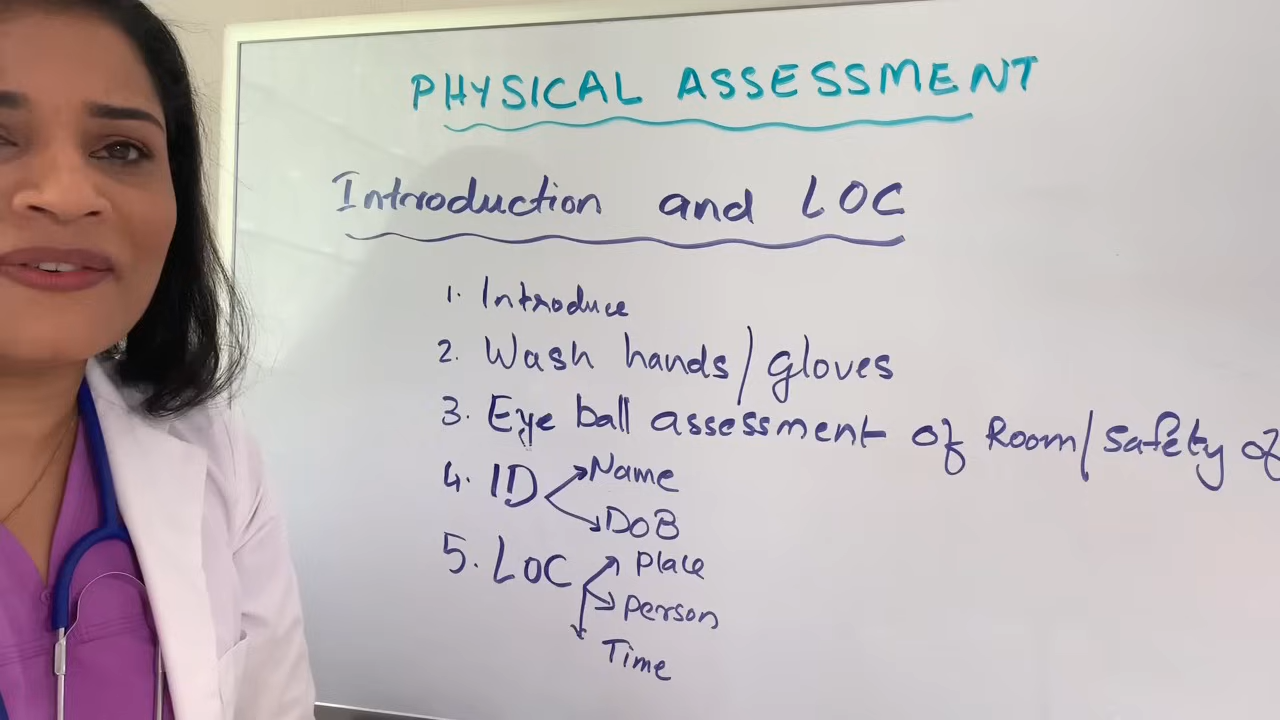 PHYSICAL ASSESSMENT
Introduction and LOC
1. Introduce
2. Wash hands/gloves
3. Eye ball assessment of Room/safety of
4. ID Name
DOB
5. LOC Place
Person
Time